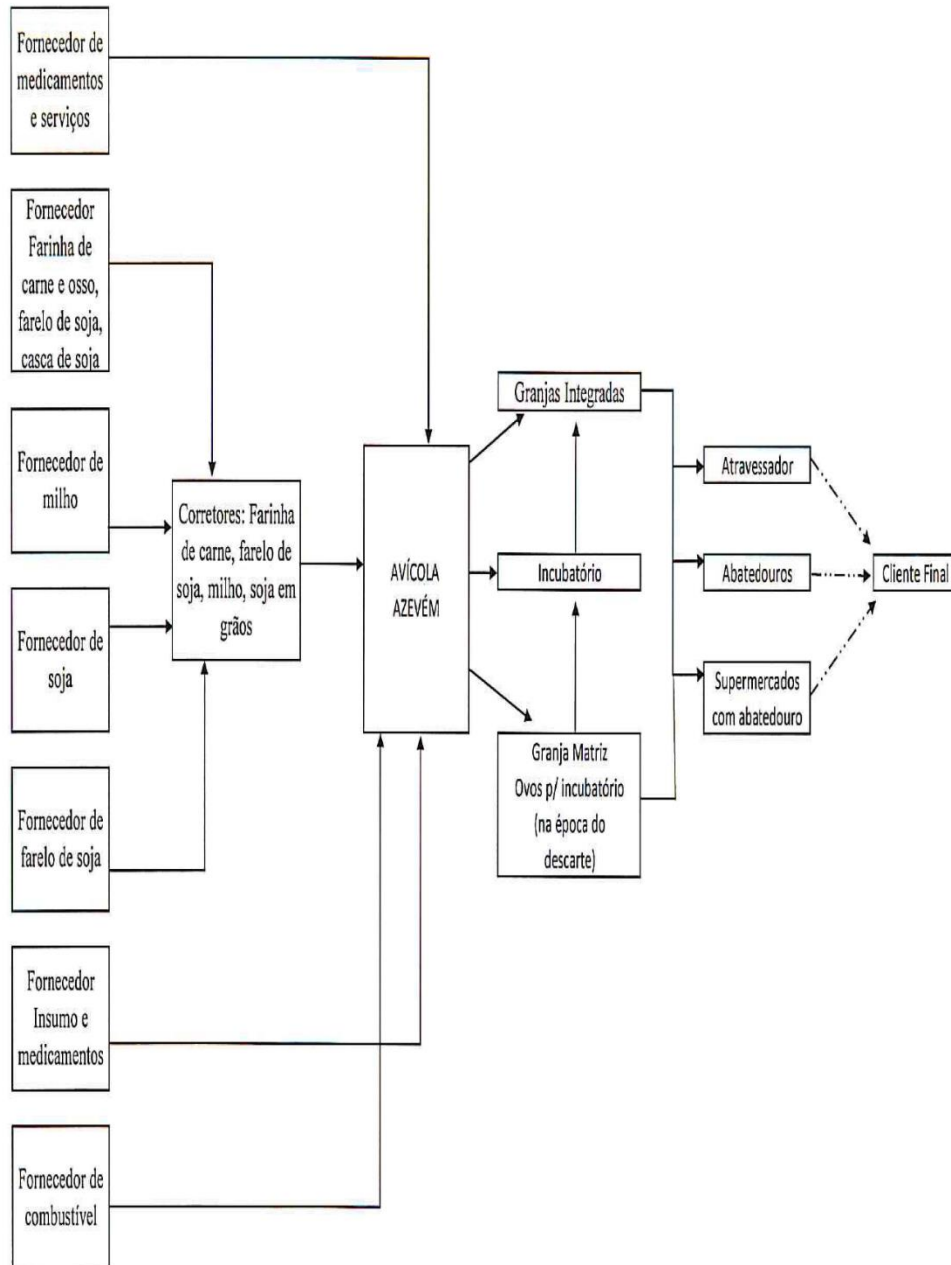 Fornecedor de
medicamentos
e serviços
Fornecedor
Farinha de
carne e osso,
farelo de soja,
casca de soja
Fornecedor de
milho
Fornecedor de
soja
Fornecedor de
farelo de soja
Fornecedor
Insumo e
medicamentos
Fornecedor de
combustível
Corretores: Farinha
de carne, farelo de
soja, milho, soja em
grãos
AVÍCOLA
AZEVÉM
Granjas Integradas
Incubatório
Granja Matriz
Ovos p/ incubatório
(na época do
descarte)
Atravessador
Abatedouros
Supermercados
com abatedouro
Cliente Final